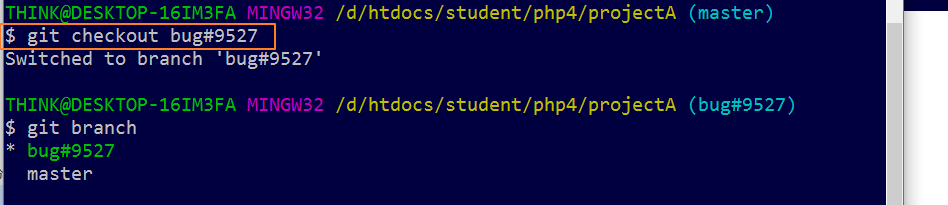 THINK@DESKTOP-16IM3FA MINGW32 /d/htdocs/student/php4/projectA (master)
$ git checkout bug#9527
Switched to branch 'bug#9527'
THINK@DESKTOP-16IM3FA MINGW32 /d/htdocs/student/php4/projectA (bug#9527)
$ git branch
* bug#9527
master